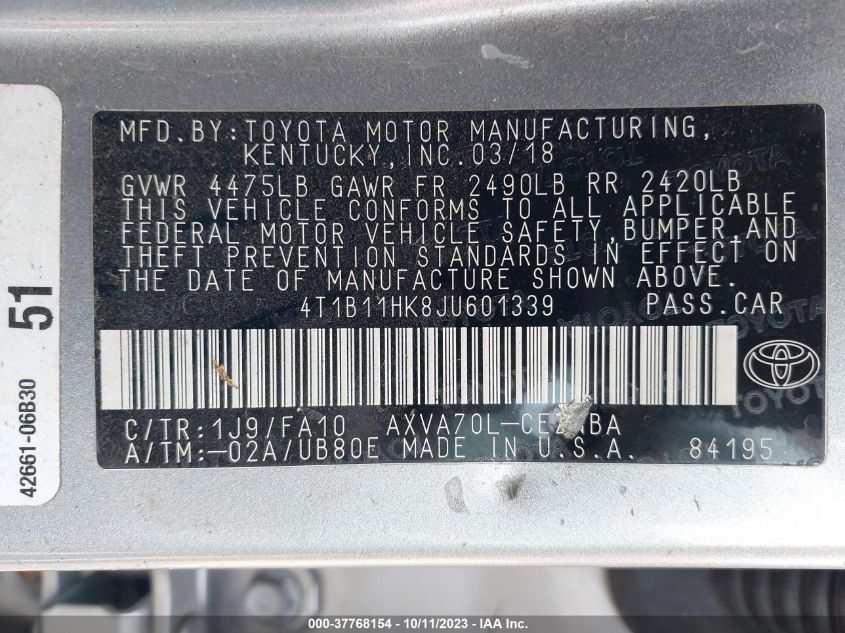 MFD.BY:TOYOTA MOTOR MANUFACTURING,
KENTUCKY,INC.03/18
GVWR 4475LB GAWR FR 2490LB RR 2420LB
THIS VEHICLE CONFORMS TO ALL APPLICABLE
FEDERAL MOTOR VEHICLE SAFETY,BUMPER,AND
THEFT PREVENTION STANDARDS IN EFFECT ON
THE DATE OF MANUFACTURE SHOWN ABOVE.
4T1B11HK8JU601339 PASS.CAR
TOYOTA
C/TR:1J9/FA10
A/TM:-02A/UB80E MADE IN U.S.A. 84195
51
42661-06B30
000-37768154 - 10/11/2023 - IAA Inc.